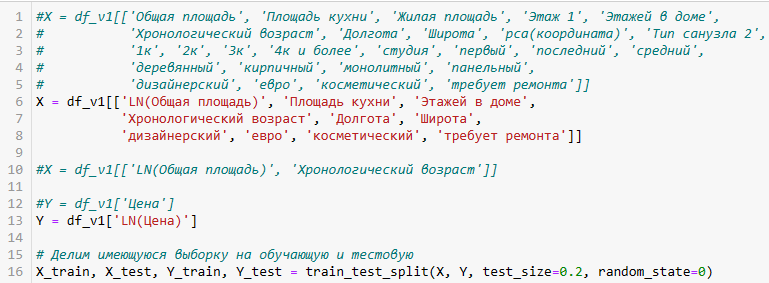 1 #X = df_v1[['Общая площадь', 'Площадь кухни', 'Жилая площадь', 'Этаж 1', 'Этажей в доме',
2 # 'Хронологический возраст', 'Долгота', 'Широта', 'pca(координата)', 'Тип санузла 2',
3 # '1к', '2к', '3к', '4к и более', 'студия', 'первый', 'последний', 'средний',
4 # 'деревянный', 'кирпичный', 'монолитный', 'панельный',
5 # 'дизайнерский', 'евро', 'косметический', 'требует ремонта']]
6 X = df_v1[['LN(Общая площадь)', 'Площадь кухни', 'Этажей в доме',
7 'Хронологический возраст', 'Долгота', 'Широта',
8 'дизайнерский', 'евро', 'косметический', 'требует ремонта']]
9
10 #X = df_v1[['LN(Общая площадь)', 'Хронологический возраст']]
11
12 #Y = df_v1['Цена']
13 Y = df_v1['LN(Цена)']
14
15 # Делим имеющуюся выборку на обучающую и тестовую
16 X_train, X_test, Y_train, Y_test = train_test_split(X, Y, test_size=0.2, random_state=0)